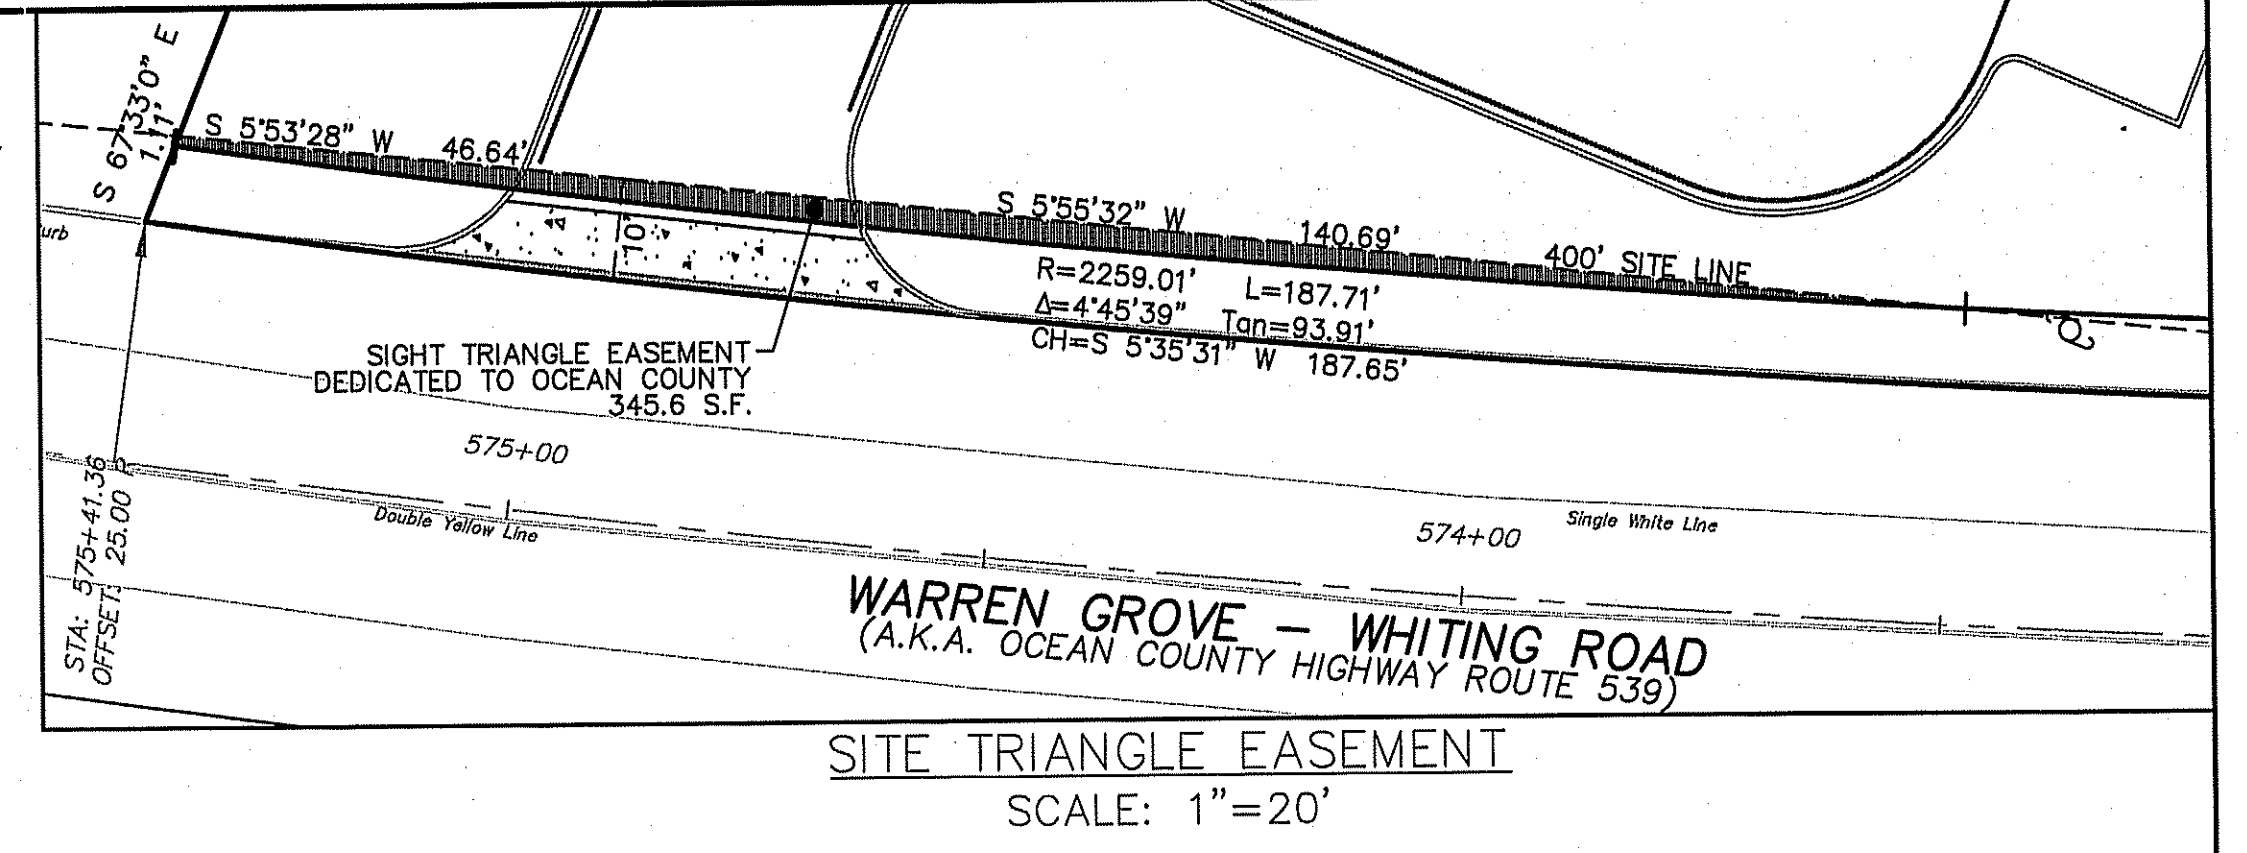 S 67°33'0" E
1.11'
S 5°53'28" W 46.64'
S 5°55'32" W 140.69'
400' SITE LINE
urb
10'
R=2259.01' L=187.71'
Δ=4°45'39" Tan=93.91'
CH=S 5°35'31" W 187.65'
SIGHT TRIANGLE EASEMENT
DEDICATED TO OCEAN COUNTY
345.6 S.F.
575+00
574+00
Single White Line
Double Yellow Line
STA: 575+41.36
OFFSET: 25.00
WARREN GROVE – WHITING ROAD
(A.K.A. OCEAN COUNTY HIGHWAY ROUTE 539)
SITE TRIANGLE EASEMENT
SCALE: 1"=20'